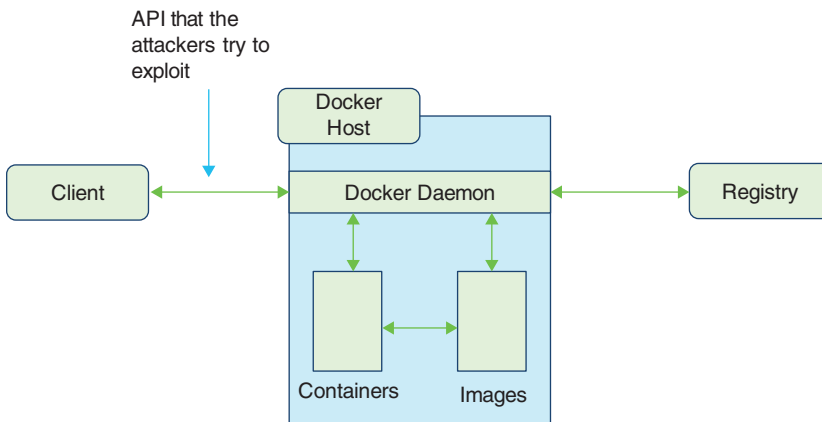 API that the
attackers try to
exploit
Docker
Host
Client
Docker Daemon
Registry
Containers
Images